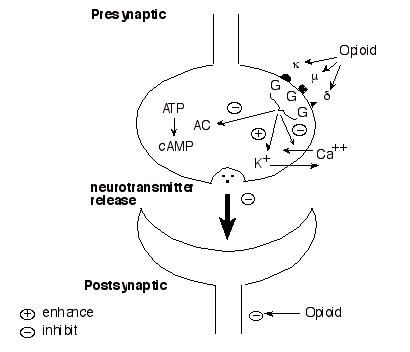 Presynaptic
Opioid
κ
μ
δ
G
G
G
ATP
AC
cAMP
−
−
+
K+
Ca++
neurotransmitter
release
−
Postsynaptic
+ enhance
− inhibit
− Opioid